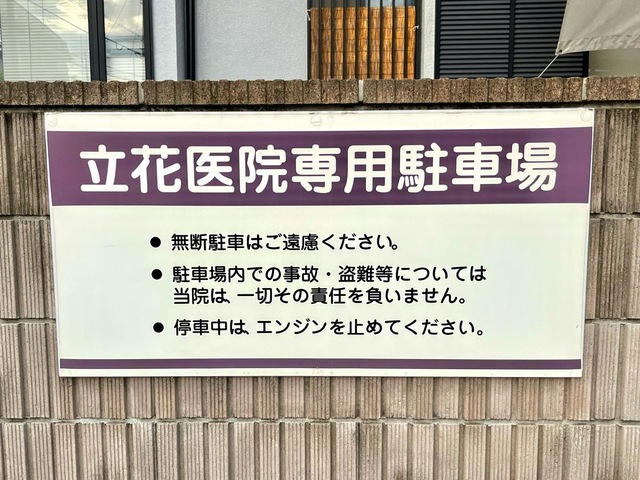 立花医院専用駐車場
● 無断駐車はご遠慮ください。
● 駐車場内での事故・盗難等については
当院は、一切その責任を負いません。
● 停車中は、エンジンを止めてください。